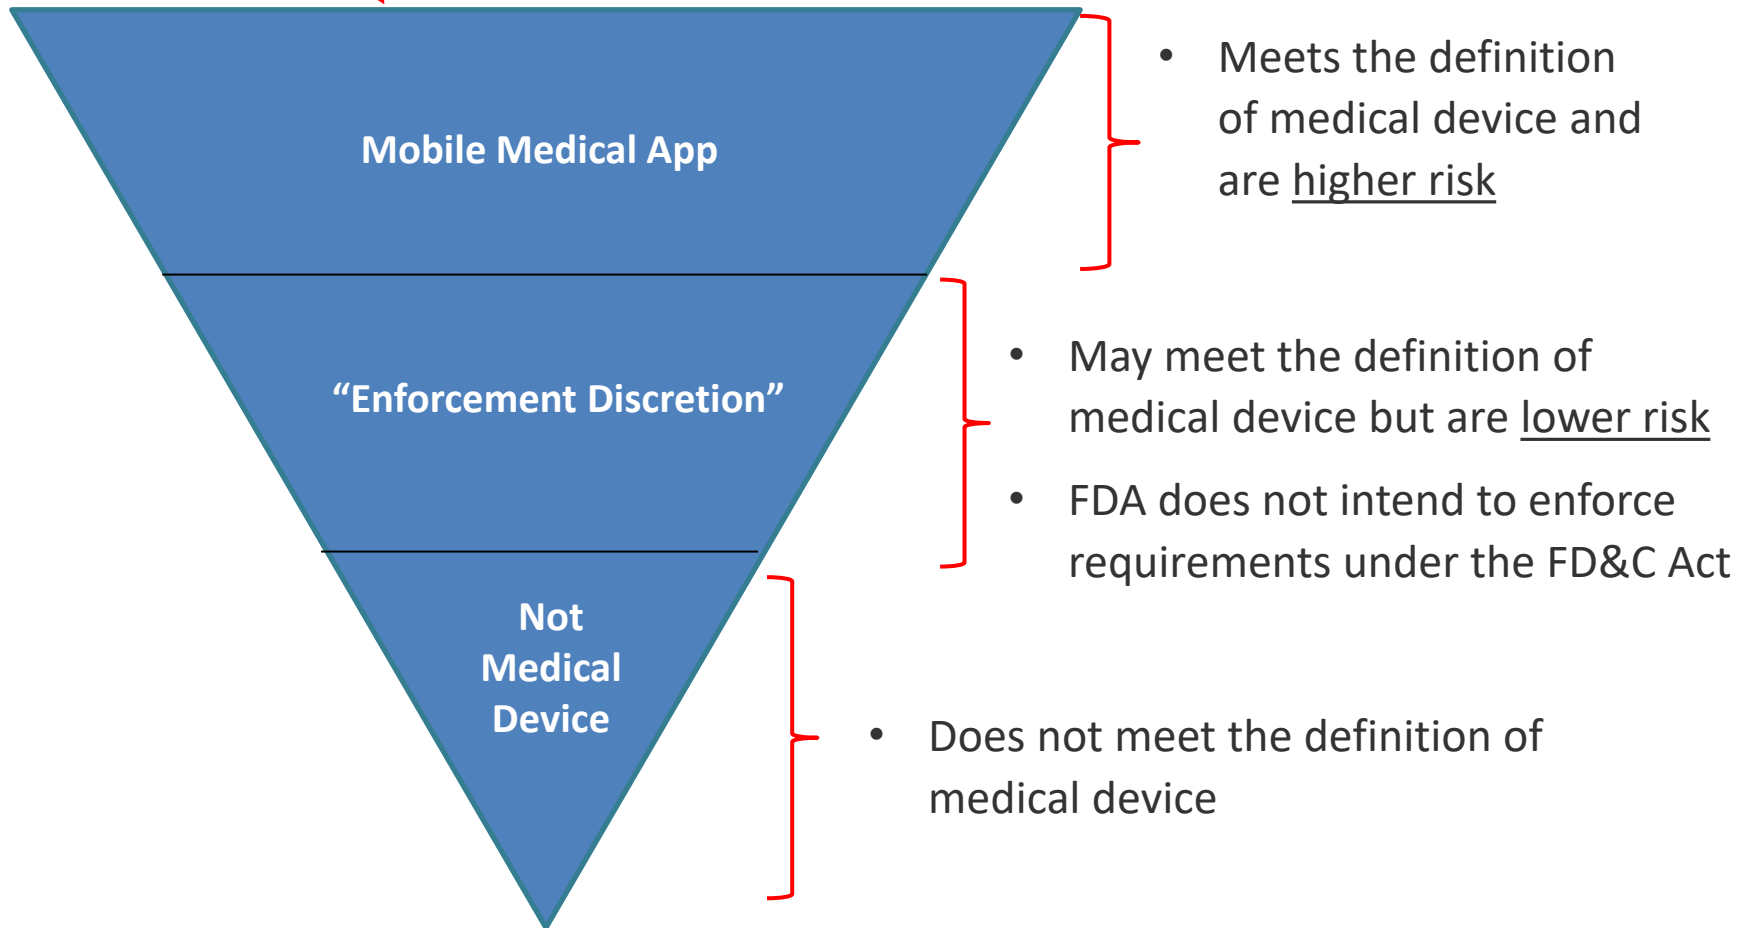 Mobile Medical App
• Meets the definition
of medical device and
are higher risk
“Enforcement Discretion”
• May meet the definition of
medical device but are lower risk
• FDA does not intend to enforce
requirements under the FD&C Act
Not
Medical
Device
• Does not meet the definition of
medical device